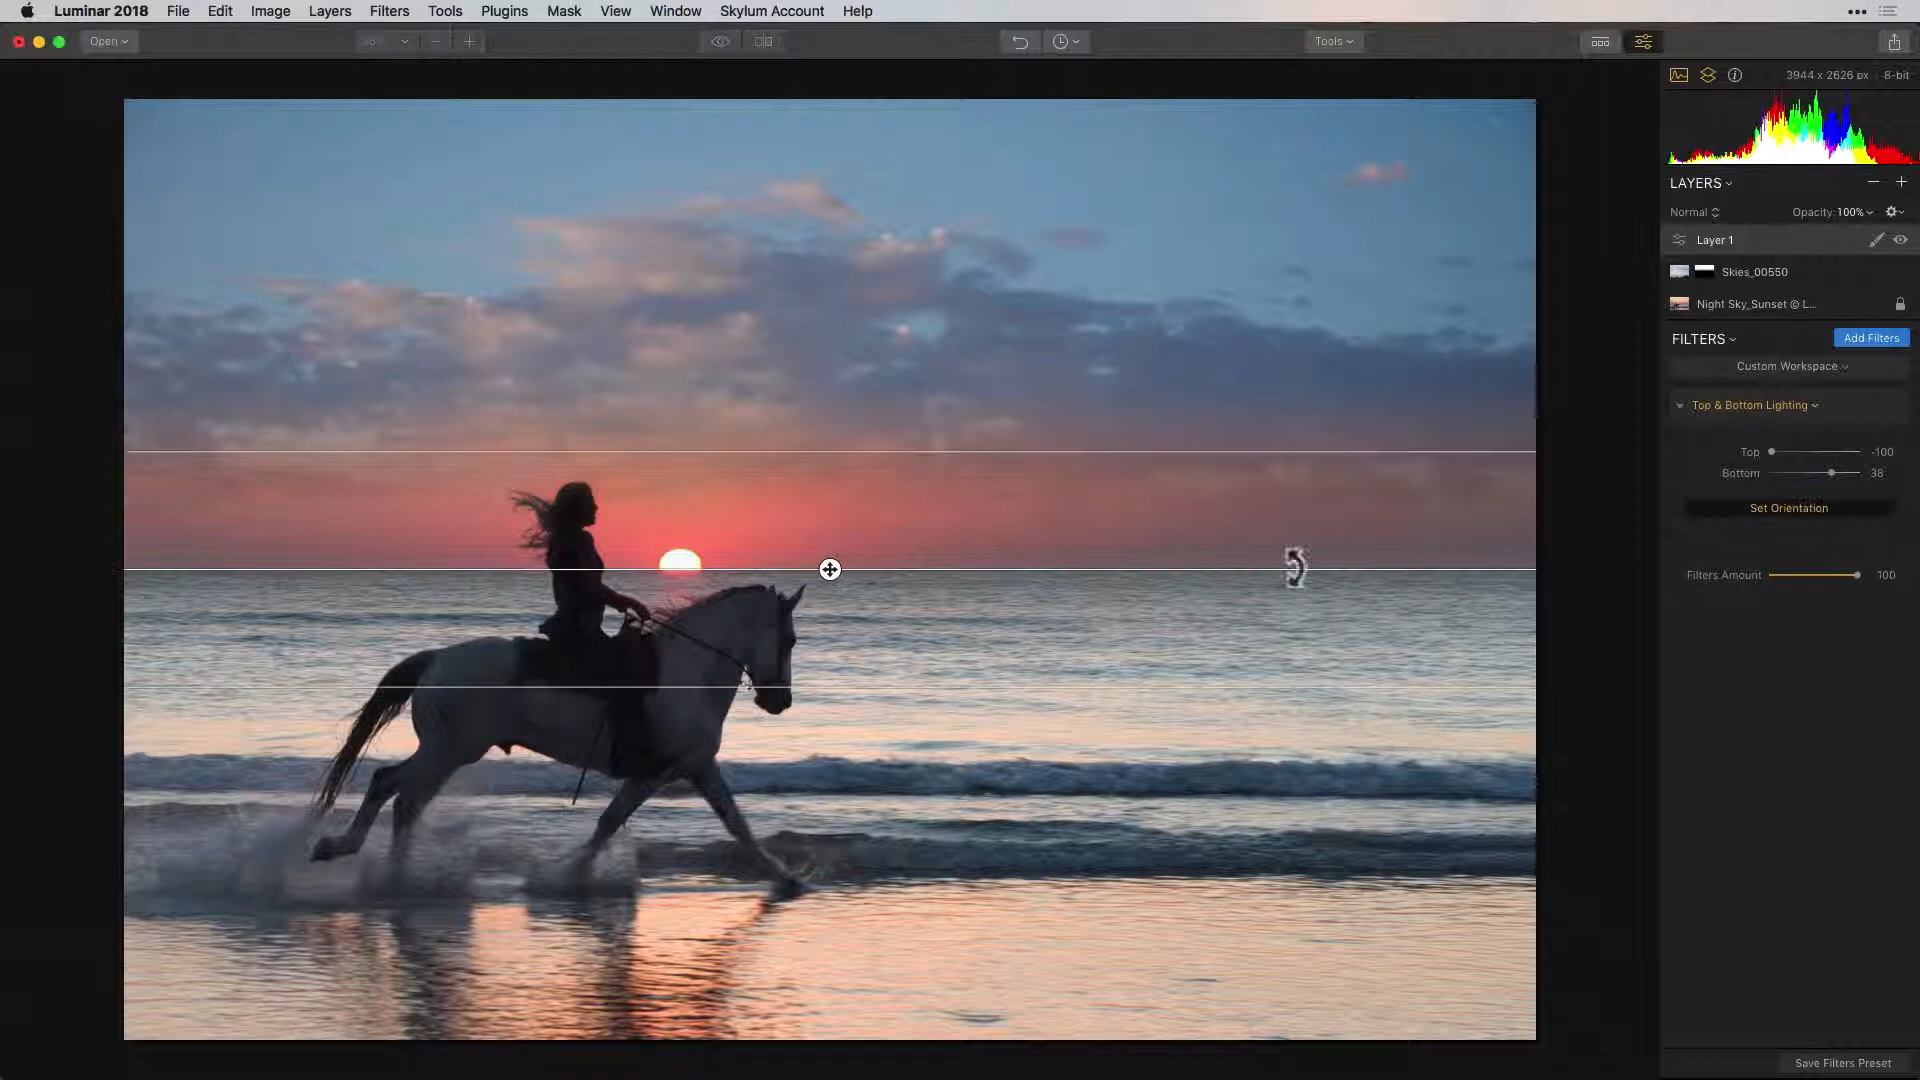 Luminar 2018 File Edit Image Layers Filters Tools Plugins Mask View Window Skylum Account Help
Open Tools
3944 x 2626 px 8-bit
LAYERS
Normal Opacity: 100%
Layer 1
Skies_00550
Night Sky_Sunset © L...
FILTERS Add Filters
Custom Workspace
Top & Bottom Lighting
Top -100
Bottom 38
Set Orientation
Filters Amount 100
Save Filters Preset